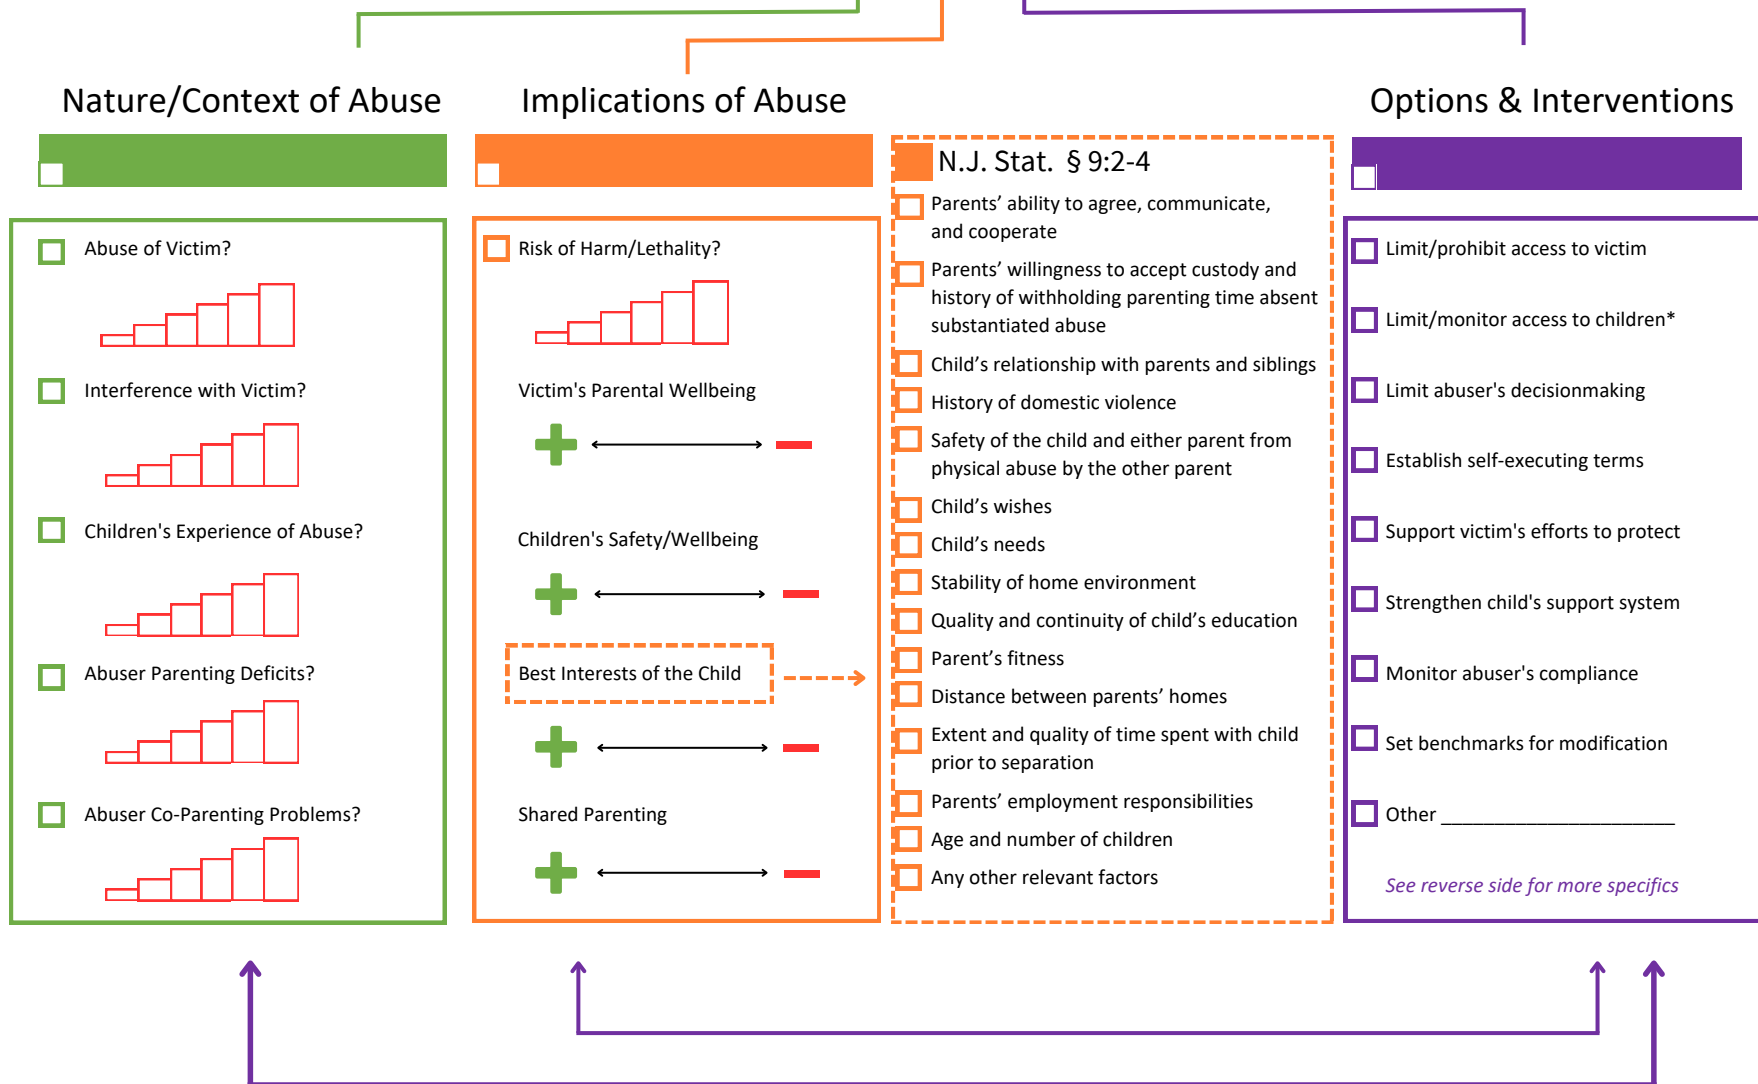 Nature/Context of Abuse
Abuse of Victim?
Interference with Victim?
Children's Experience of Abuse?
Abuser Parenting Deficits?
Abuser Co-Parenting Problems?
Implications of Abuse
Risk of Harm/Lethality?
Victim's Parental Wellbeing
Children's Safety/Wellbeing
Best Interests of the Child
Shared Parenting
N.J. Stat. § 9:2-4
Parents’ ability to agree, communicate,
and cooperate
Parents’ willingness to accept custody and
history of withholding parenting time absent
substantiated abuse
Child’s relationship with parents and siblings
History of domestic violence
Safety of the child and either parent from
physical abuse by the other parent
Child’s wishes
Child’s needs
Stability of home environment
Quality and continuity of child’s education
Parent’s fitness
Distance between parents’ homes
Extent and quality of time spent with child
prior to separation
Parents’ employment responsibilities
Age and number of children
Any other relevant factors
Options & Interventions
Limit/prohibit access to victim
Limit/monitor access to children*
Limit abuser's decisionmaking
Establish self-executing terms
Support victim's efforts to protect
Strengthen child's support system
Monitor abuser's compliance
Set benchmarks for modification
Other ______________________
See reverse side for more specifics